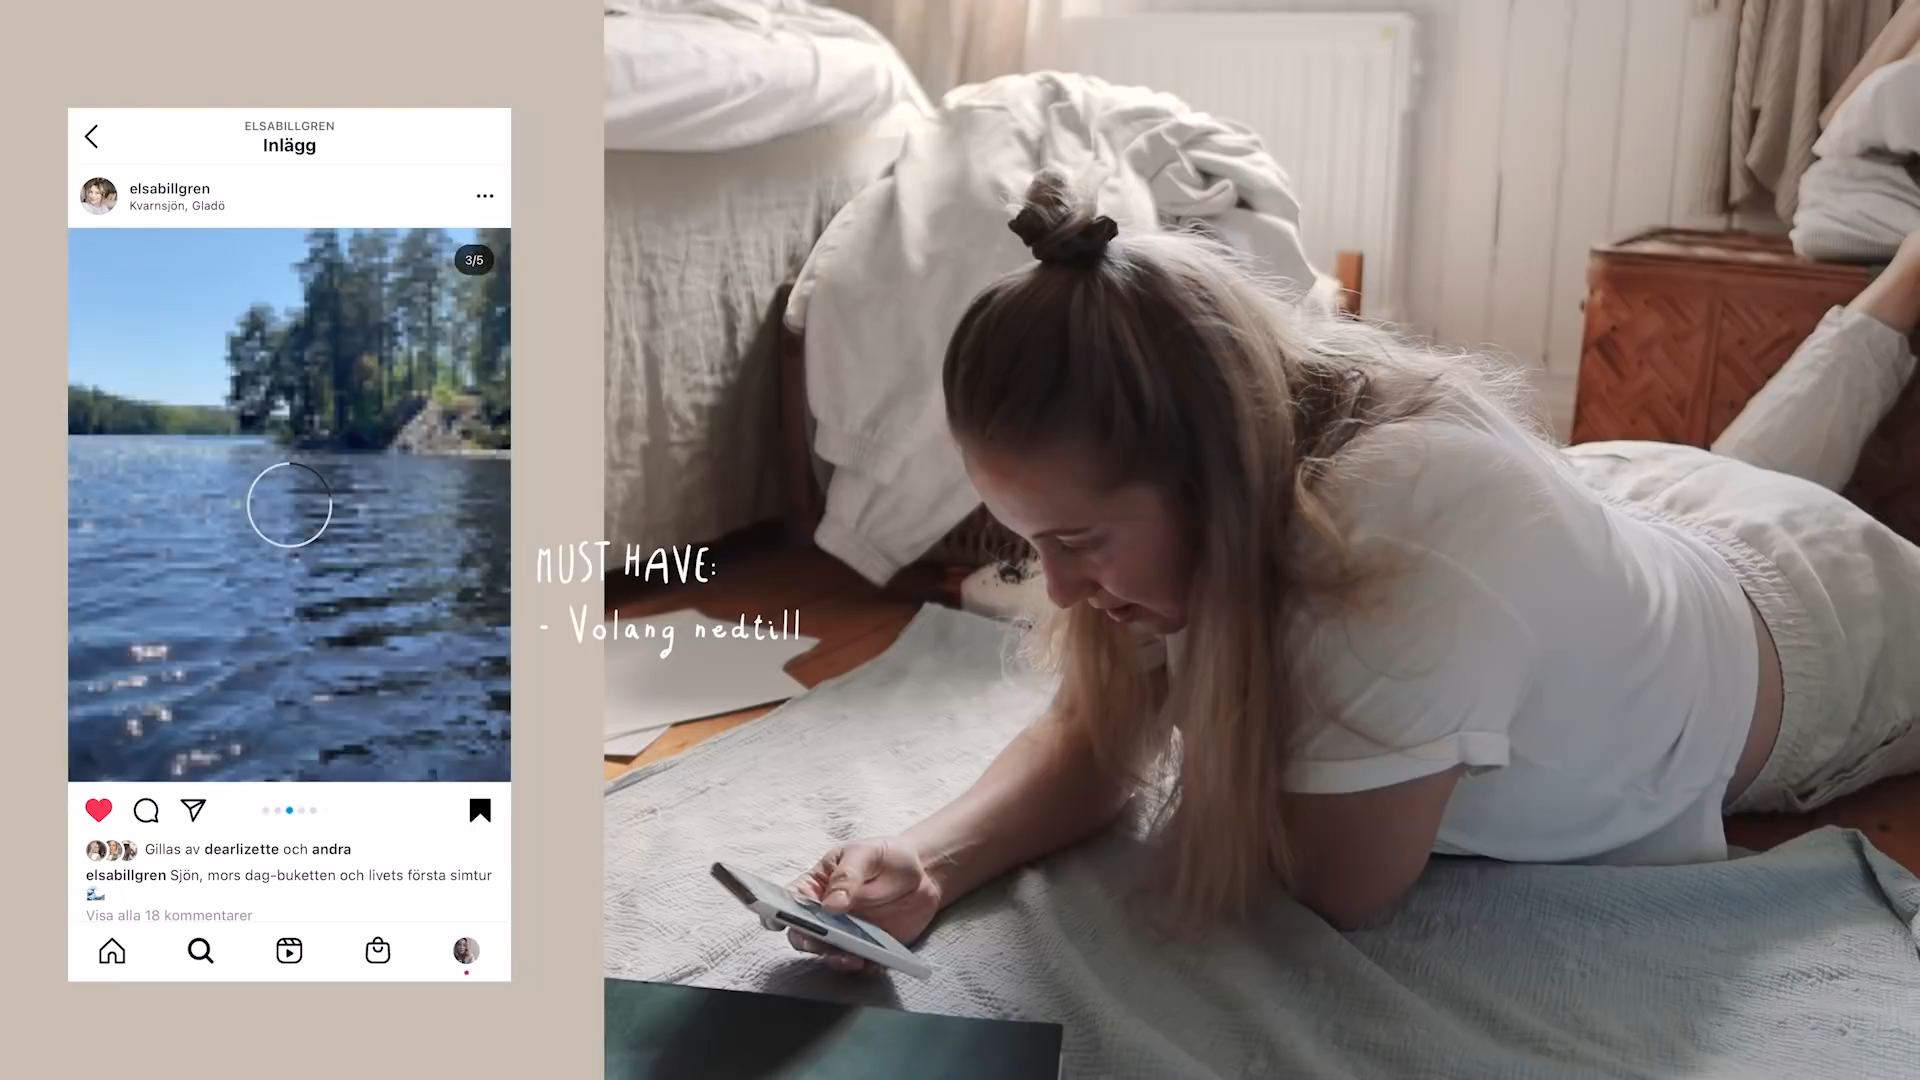 ELSABILLGREN
Inlägg
elsabillgren
Kvarnsjön, Gladö
3/5
Gillas av dearlizette och andra
elsabillgren Sjön, mors dag-buketten och livets första simtur
🌊
Visa alla 18 kommentarer
MUST HAVE:
- Volang nedtill